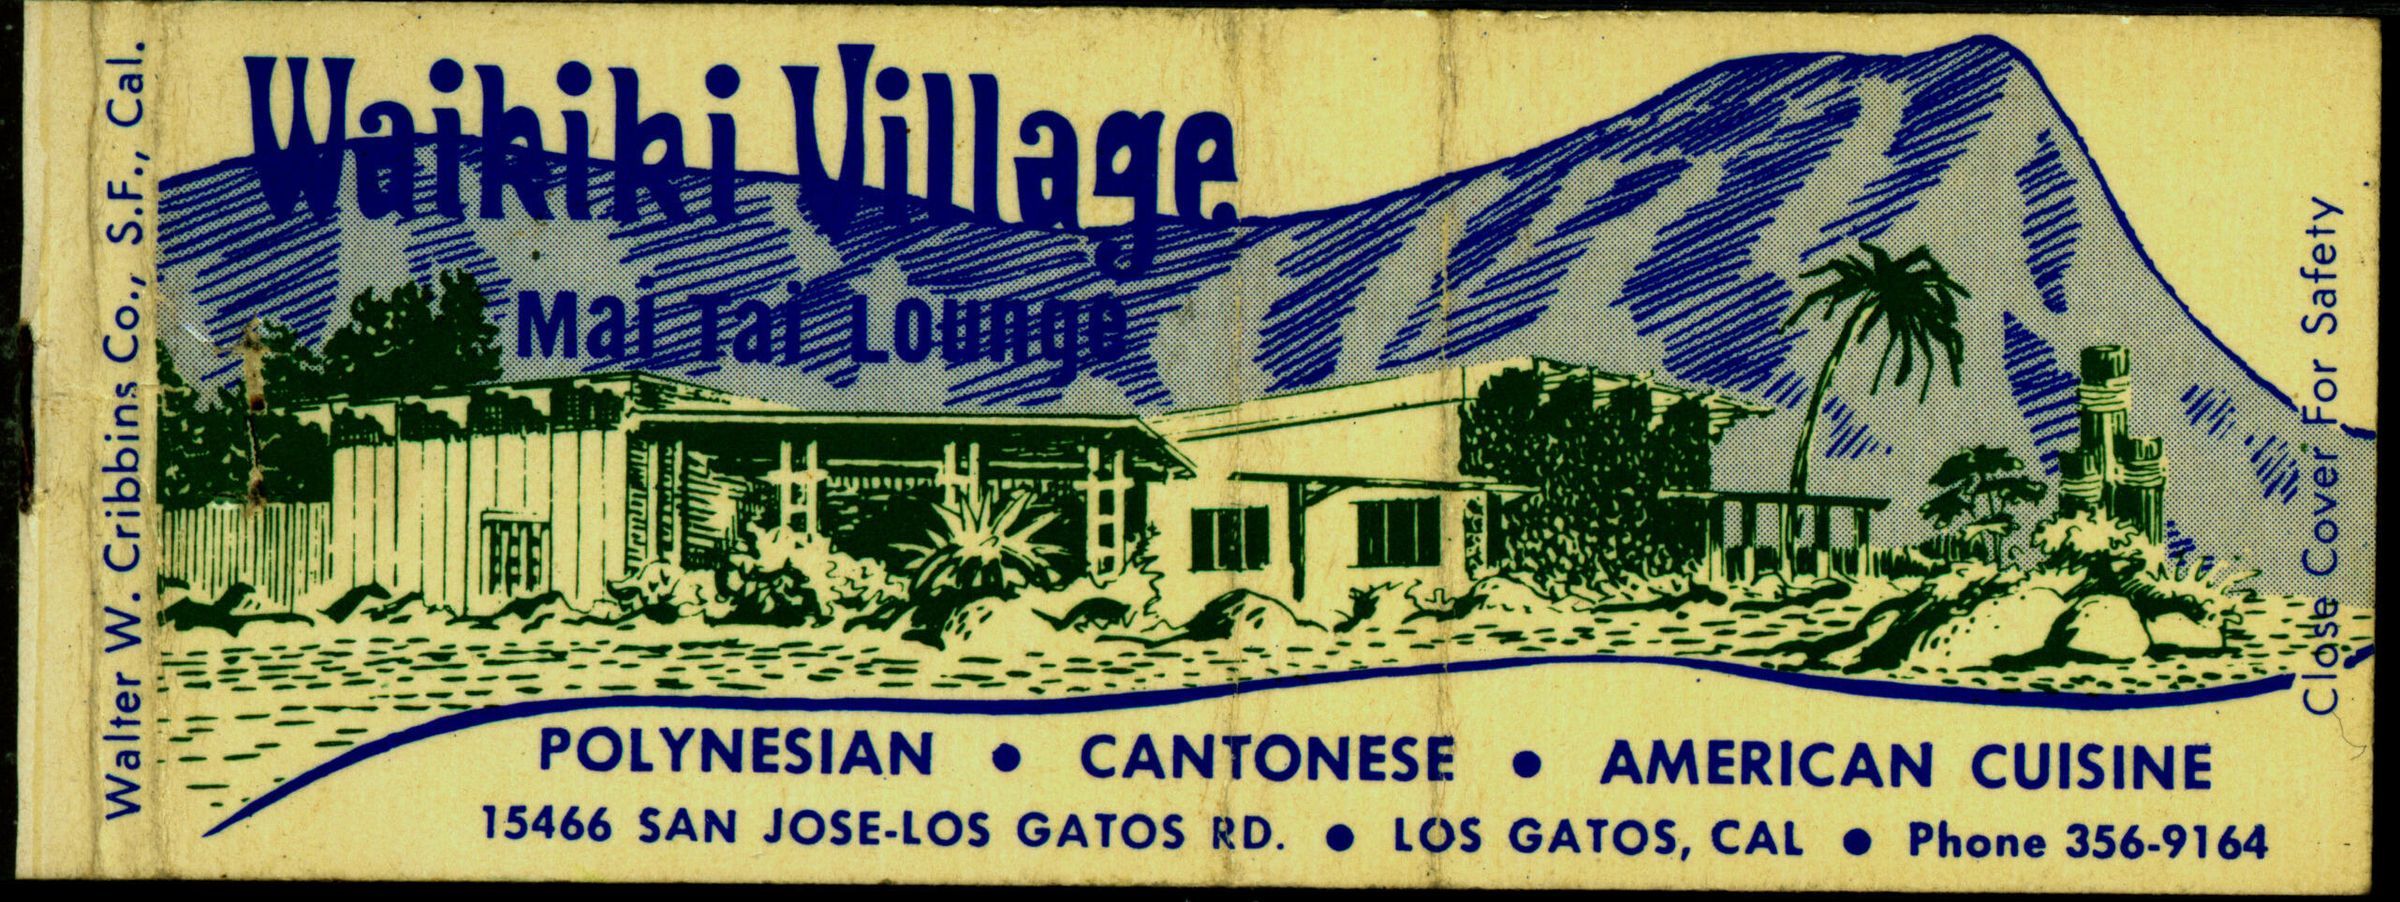 Waikiki Village
Mai Tai Lounge
POLYNESIAN • CANTONESE • AMERICAN CUISINE
15466 SAN JOSE-LOS GATOS RD. • LOS GATOS, CAL • Phone 356-9164
Walter W. Cribbins Co., S.F., Cal.
Close Cover For Safety